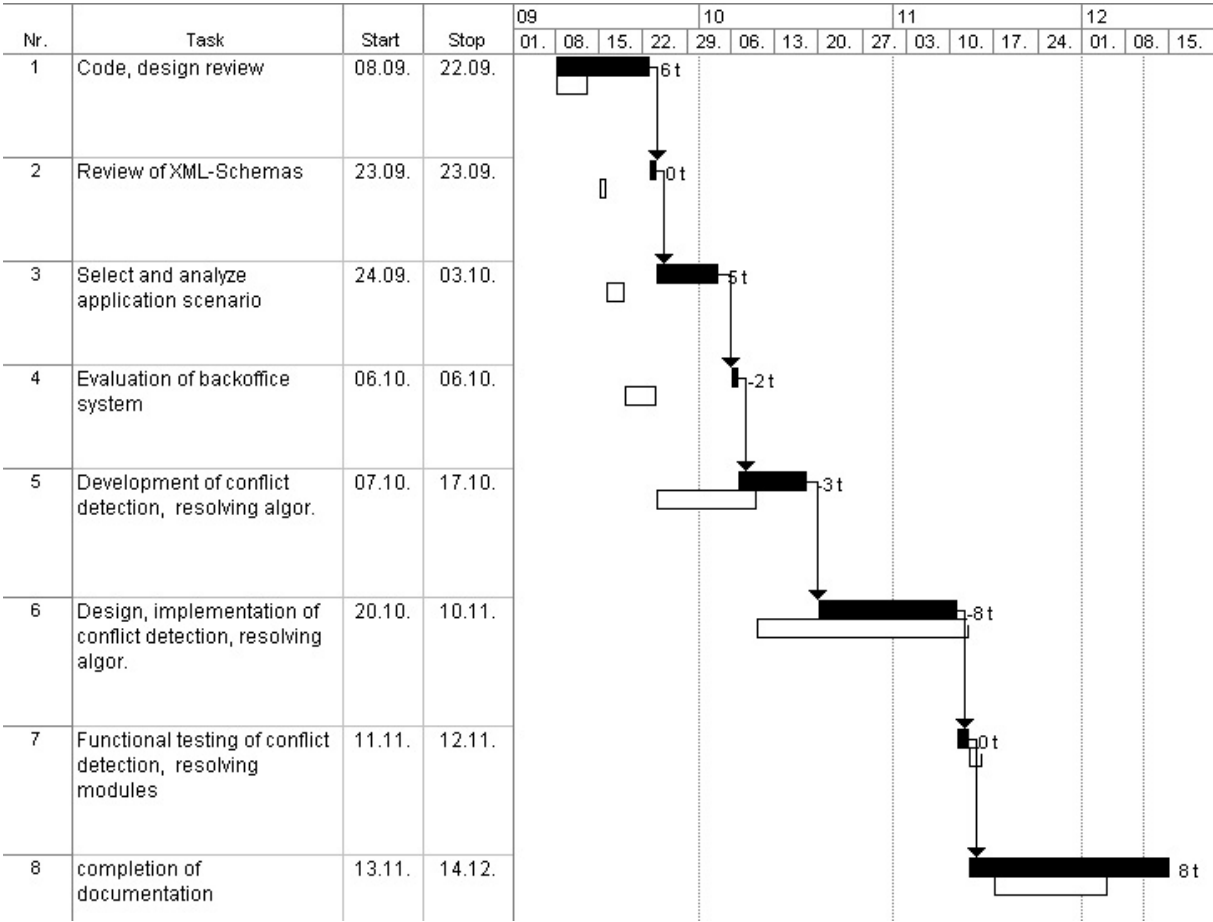 09 10 11 12
Nr. Task Start Stop 01. 08. 15. 22. 29. 06. 13. 20. 27. 03. 10. 17. 24. 01. 08. 15.
1 Code, design review 08.09. 22.09. 6 t
2 Review of XML-Schemas 23.09. 23.09. 0 t
3 Select and analyze 24.09. 03.10. 5 t
application scenario
4 Evaluation of backoffice 06.10. 06.10. -2 t
system
5 Development of conflict 07.10. 17.10. -3 t
detection, resolving algor.
6 Design, implementation of 20.10. 10.11. -8 t
conflict detection, resolving
algor.
7 Functional testing of conflict 11.11. 12.11. 0 t
detection, resolving
modules
8 completion of 13.11. 14.12. 8 t
documentation